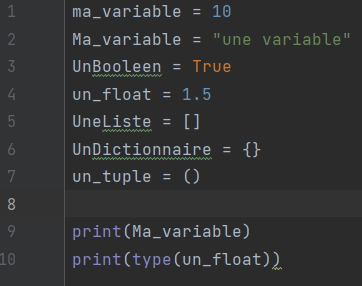 1 ma_variable = 10
2 Ma_variable = "une variable"
3 UnBooleen = True
4 un_float = 1.5
5 UneListe = []
6 UnDictionnaire = {}
7 un_tuple = ()
8
9 print(Ma_variable)
10 print(type(un_float))